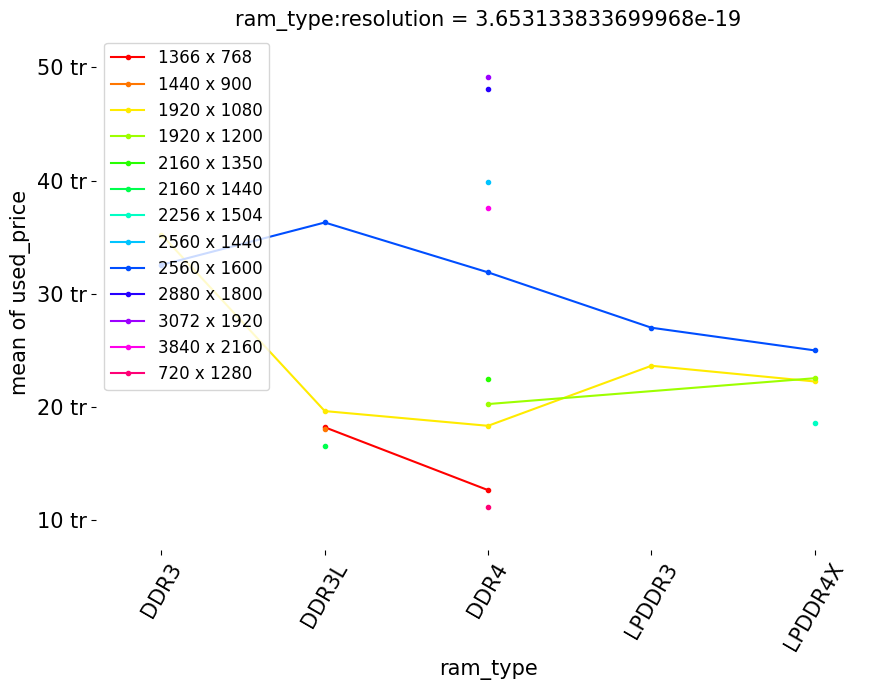 ram_type:resolution = 3.653133833699968e-19
50 tr
40 tr
30 tr
20 tr
10 tr
mean of used_price
1366 x 768
1440 x 900
1920 x 1080
1920 x 1200
2160 x 1350
2160 x 1440
2256 x 1504
2560 x 1440
2560 x 1600
2880 x 1800
3072 x 1920
3840 x 2160
720 x 1280
DDR3
DDR3L
DDR4
LPDDR3
LPDDR4X
ram_type